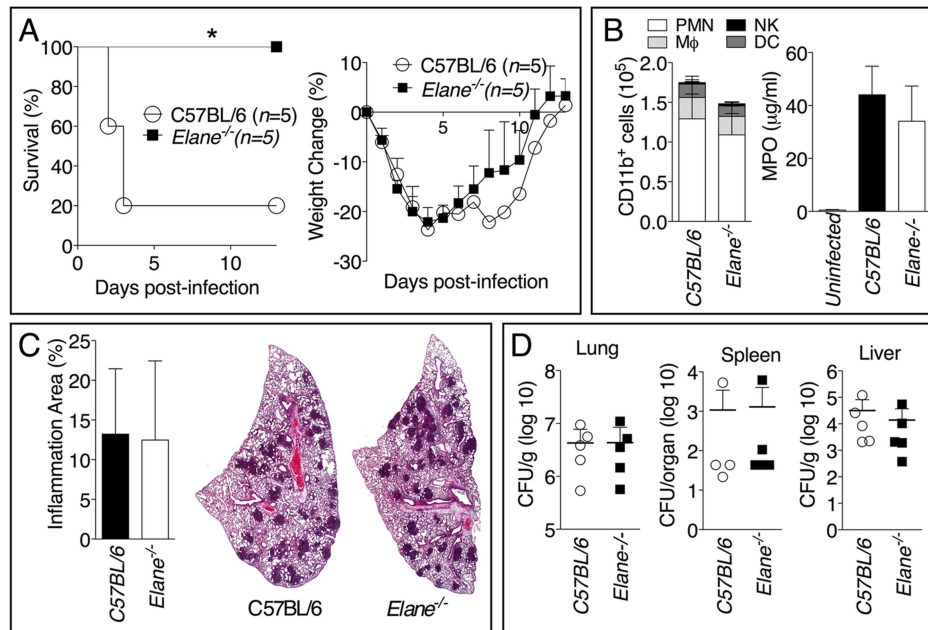 A
*
Survival (%)
100
80
60
40
20
0
0
5
10
Days post-infection
C57BL/6 (n=5)
Elane-/- (n=5)
Weight Change (%)
10
0
-10
-20
-30
5
10
C57BL/6 (n=5)
Elane-/-(n=5)
Days post-infection
B
PMN
NK
Mϕ
DC
CD11b+ cells (10^5)
2.0
1.5
1.0
1.5
0.0
C57BL/6
Elane-/-
MPO (ug/ml)
60
40
20
0
Uninfected
C57BL/6
Elane-/-
C
Inflammation Area (%)
25
20
15
10
5
0
C57BL/6
Elane-/-
C57BL/6
Elane-/-
D
Lung
CFU/g (log 10)
8
7
6
5
C57BL/6
Elane-/-
Spleen
CFU/organ (log 10)
4
3
2
1
0
C57BL/6
Elane-/-
Liver
CFU/g (log 10)
6
5
4
3
2
1
0
C57BL/6
Elane-/-